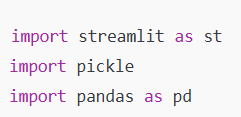 import streamlit as st
import pickle
import pandas as pd